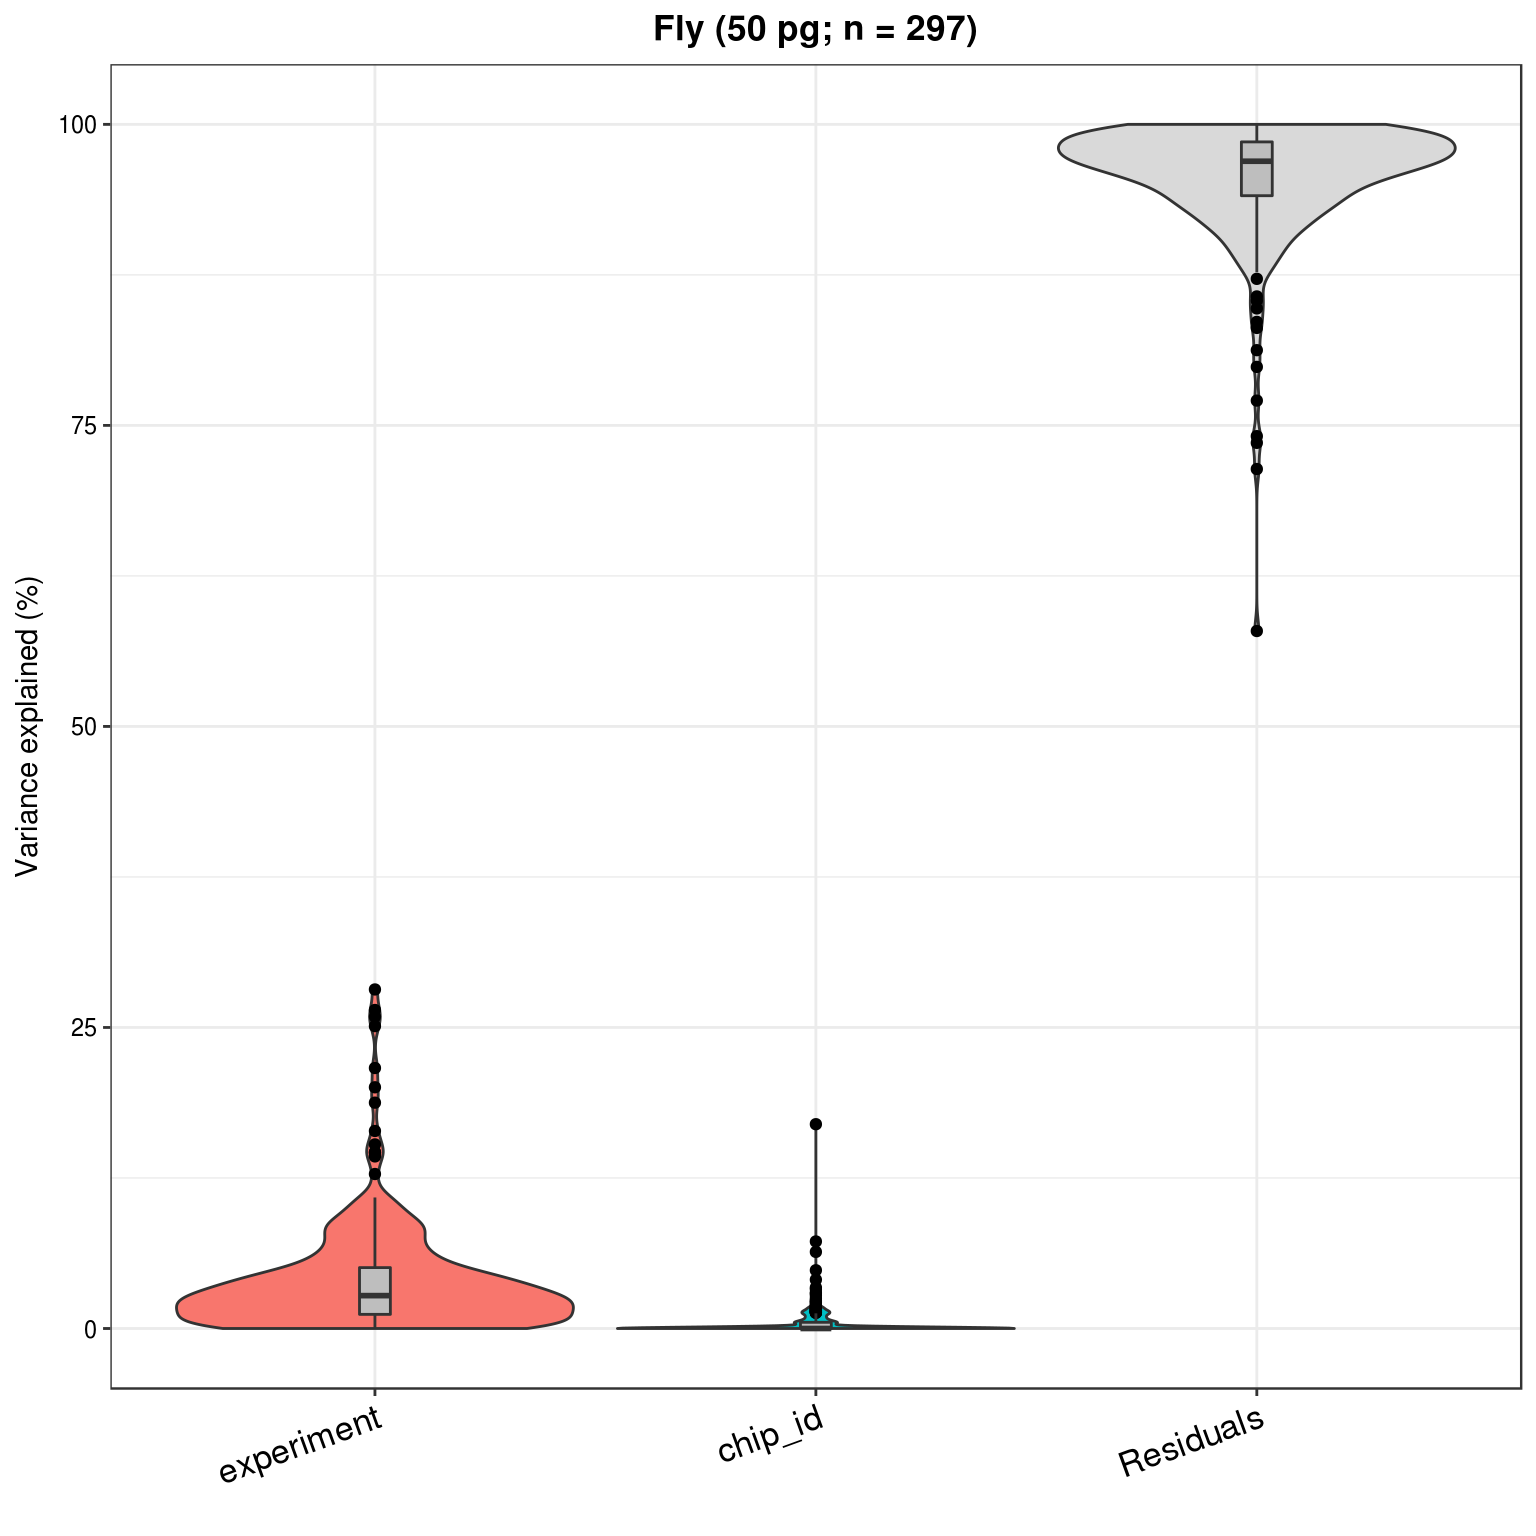 Fly (50 pg; n = 297)
Variance explained (%)
100
75
50
25
0
experiment
chip_id
Residuals